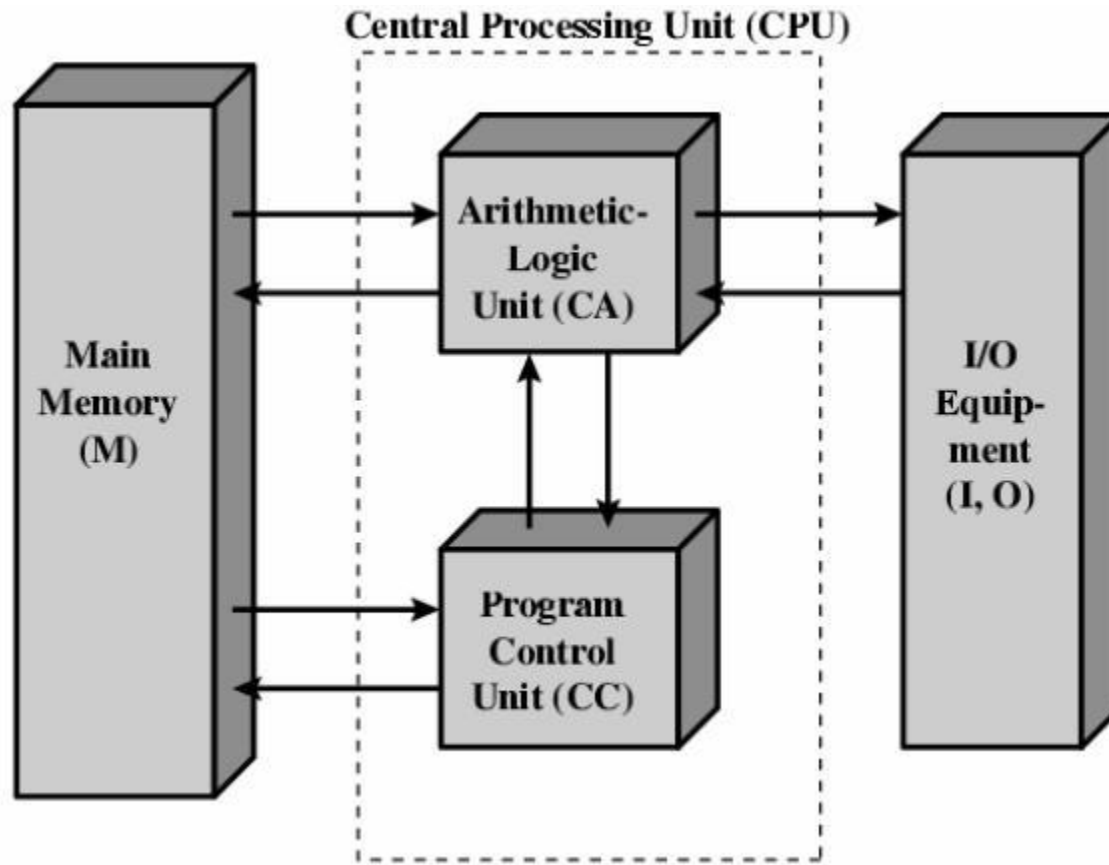 Central Processing Unit (CPU)
Main
Memory
(M)
Arithmetic-
Logic
Unit (CA)
Program
Control
Unit (CC)
I/O
Equip-
ment
(I, O)